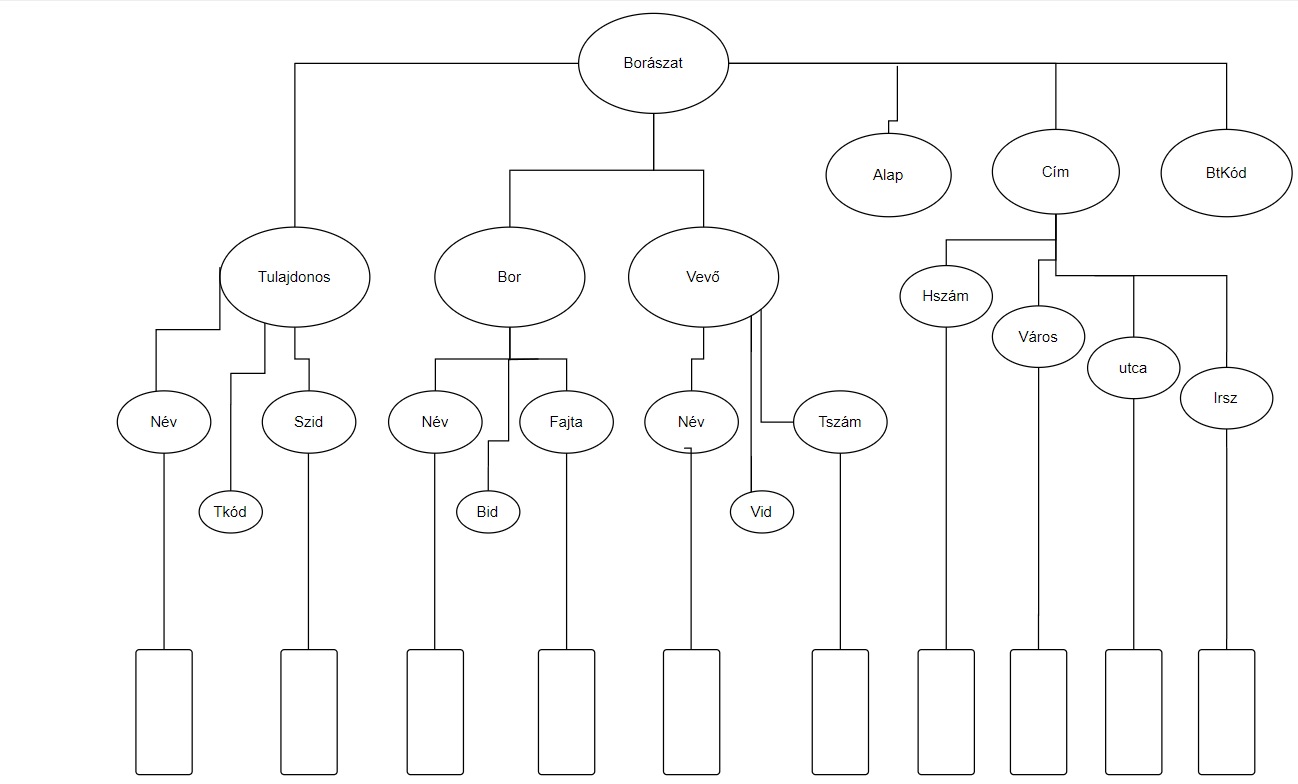 Borászat
Alap
Cím
BtKód
Tulajdonos
Bor
Vevő
Hszám
Város
utca
Irsz
Név
Szid
Név
Fajta
Név
Tszám
Tkód
Bid
Vid